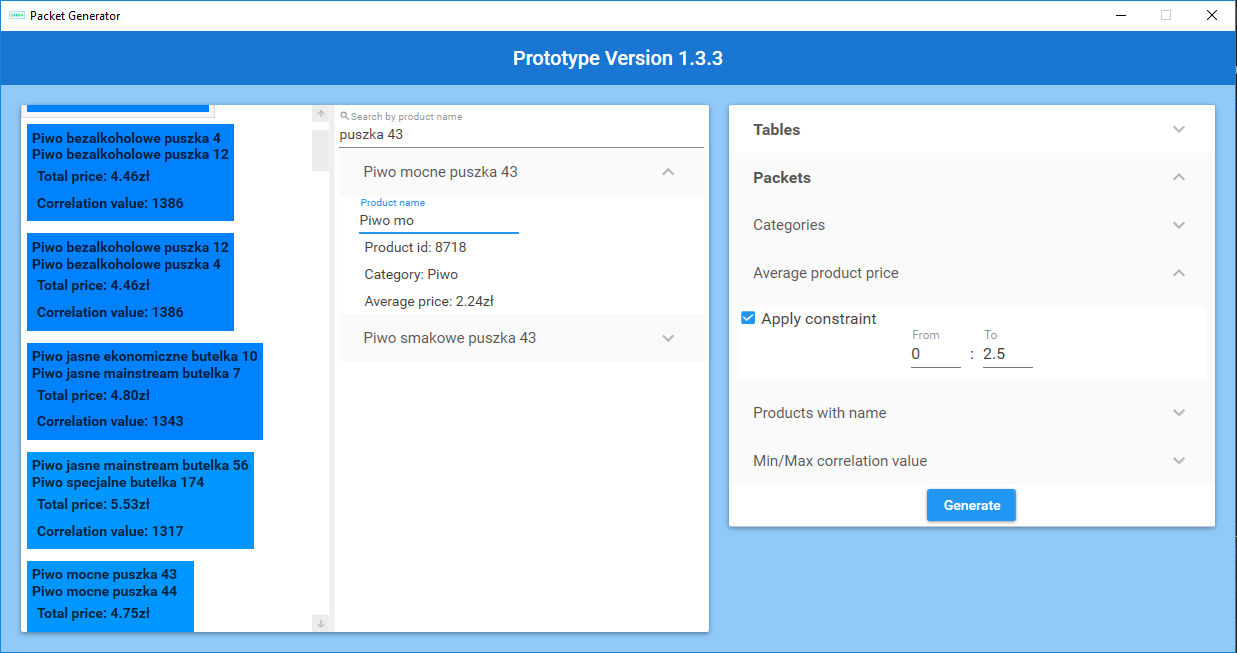 Packet Generator
Prototype Version 1.3.3
Piwo bezalkoholowe puszka 4
Piwo bezalkoholowe puszka 12
Total price: 4.46zł
Correlation value: 1386
Piwo bezalkoholowe puszka 12
Piwo bezalkoholowe puszka 4
Total price: 4.46zł
Correlation value: 1386
Piwo jasne ekonomiczne butelka 10
Piwo jasne mainstream butelka 7
Total price: 4.80zł
Correlation value: 1343
Piwo jasne mainstream butelka 56
Piwo specjalne butelka 174
Total price: 5.53zł
Correlation value: 1317
Piwo mocne puszka 43
Piwo mocne puszka 44
Total price: 4.75zł
Search by product name
puszka 43
Piwo mocne puszka 43
Product name
Piwo mo
Product id: 8718
Category: Piwo
Average price: 2.24zł
Piwo smakowe puszka 43
Tables
Packets
Categories
Average product price
Apply constraint
From To
0 : 2.5
Products with name
Min/Max correlation value
Generate